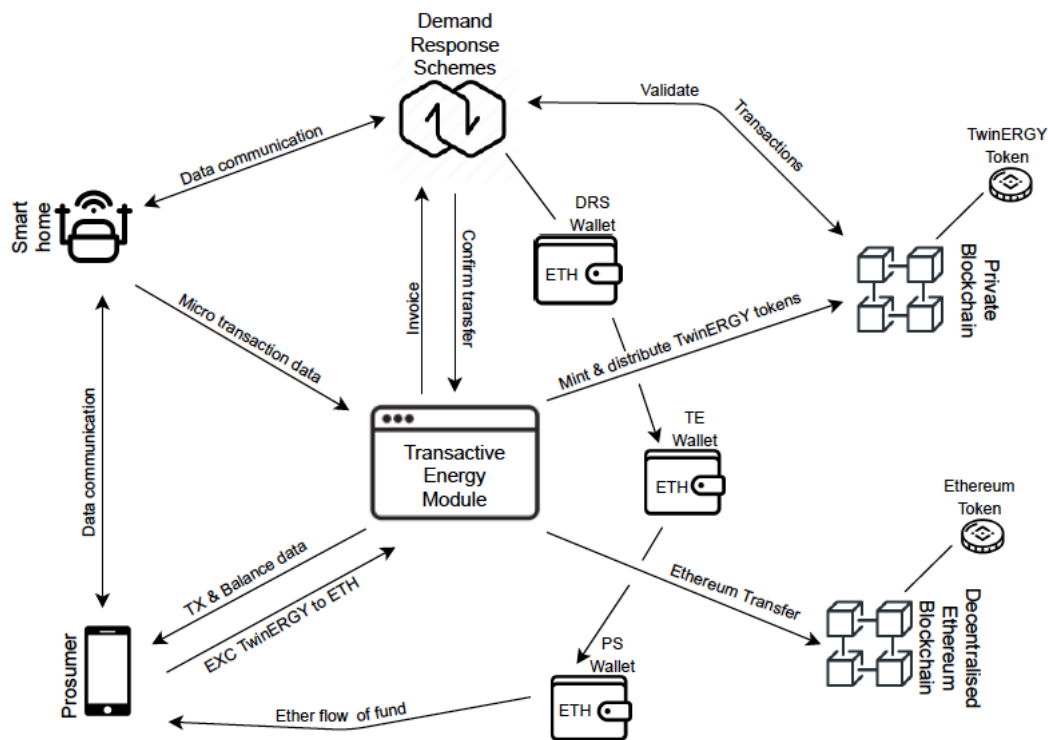 Demand
Response
Schemes
Validate
Transactions
TwinERGY
Token
Data communication
Smart
home
DRS
Wallet
ETH
Private
Blockchain
Invoice
Confirm transfer
Micro transaction data
Mint & distribute TwinERGY tokens
Data communication
Transactive
Energy
Module
TE
Wallet
ETH
Ethereum
Token
TX & Balance data
EXC TwinERGY to ETH
Ethereum Transfer
Decentralised
Ethereum
Blockchain
Prosumer
PS
Wallet
ETH
Ether flow of fund